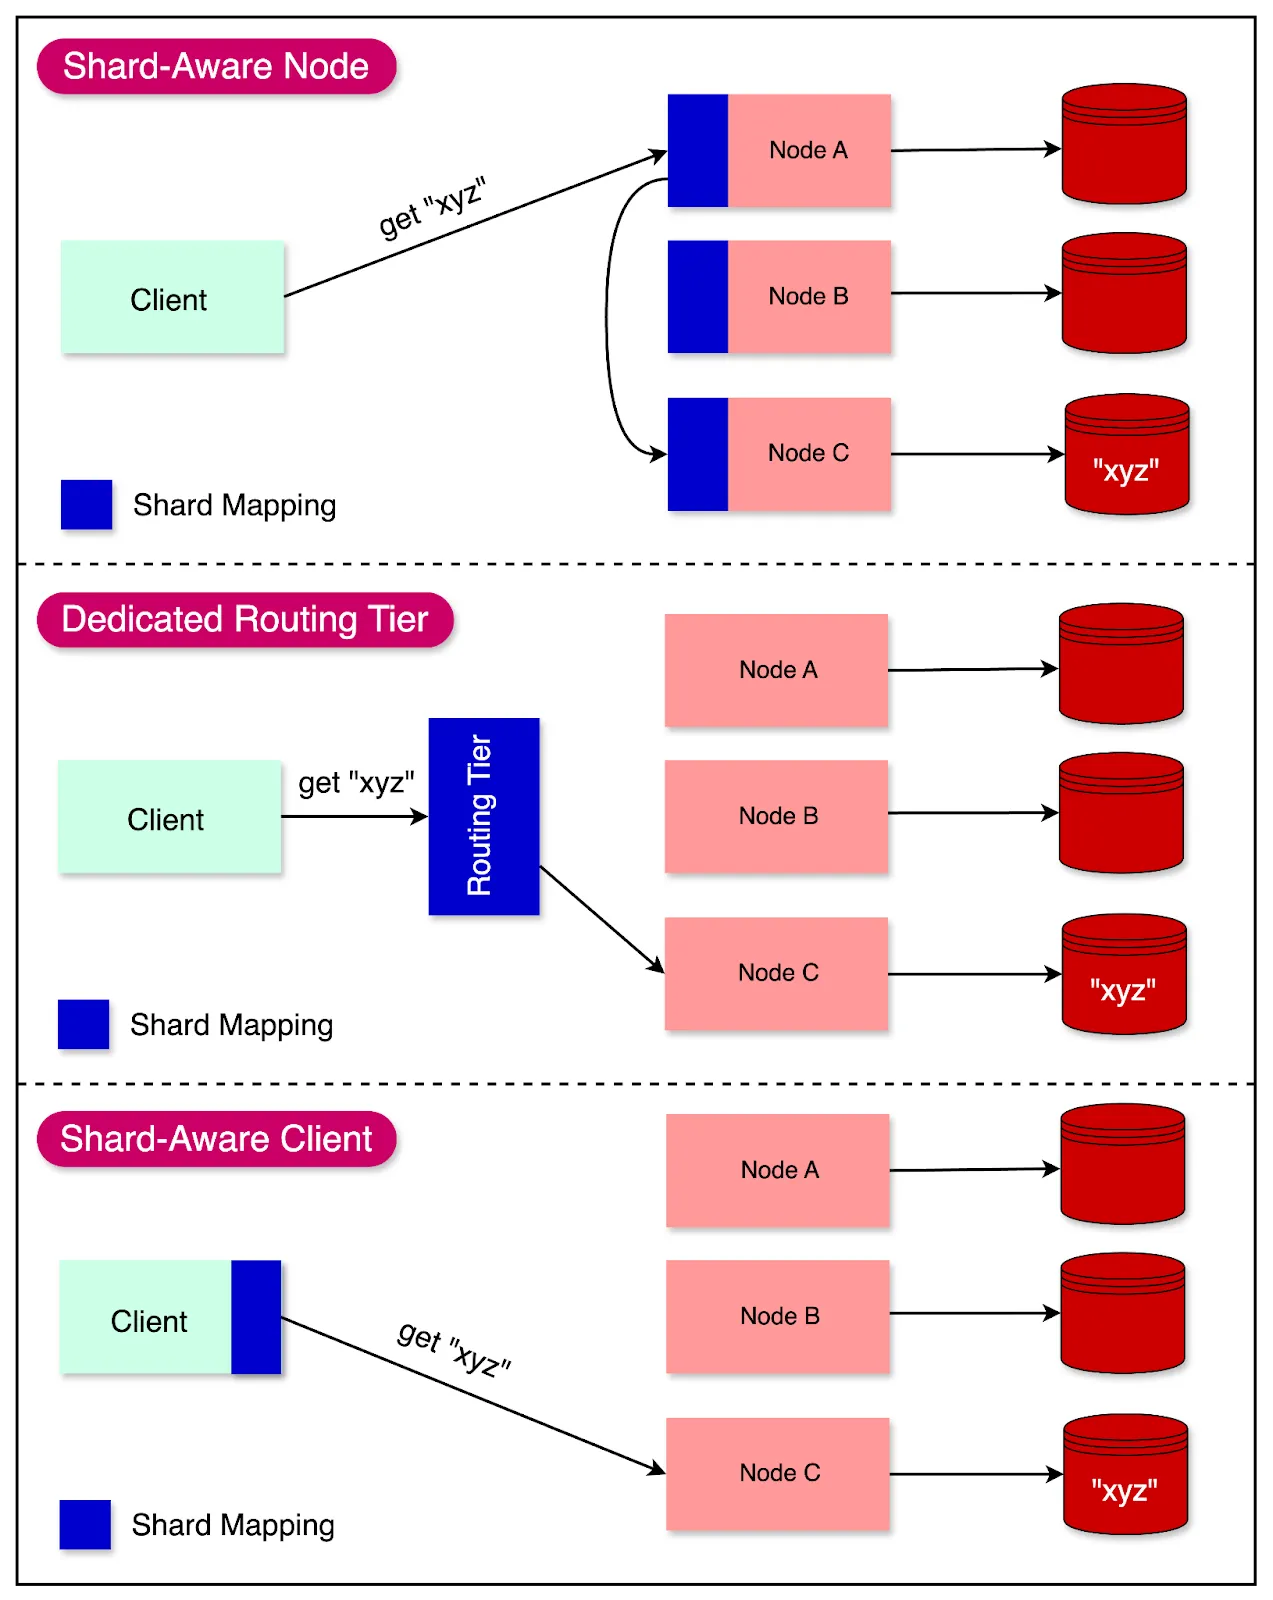 Shard-Aware Node
get "xyz"
Client
Node A
Node B
Node C
"xyz"
Shard Mapping
Dedicated Routing Tier
get "xyz"
Client
Routing Tier
Node A
Node B
Node C
"xyz"
Shard Mapping
Shard-Aware Client
Client
get "xyz"
Node A
Node B
Node C
"xyz"
Shard Mapping